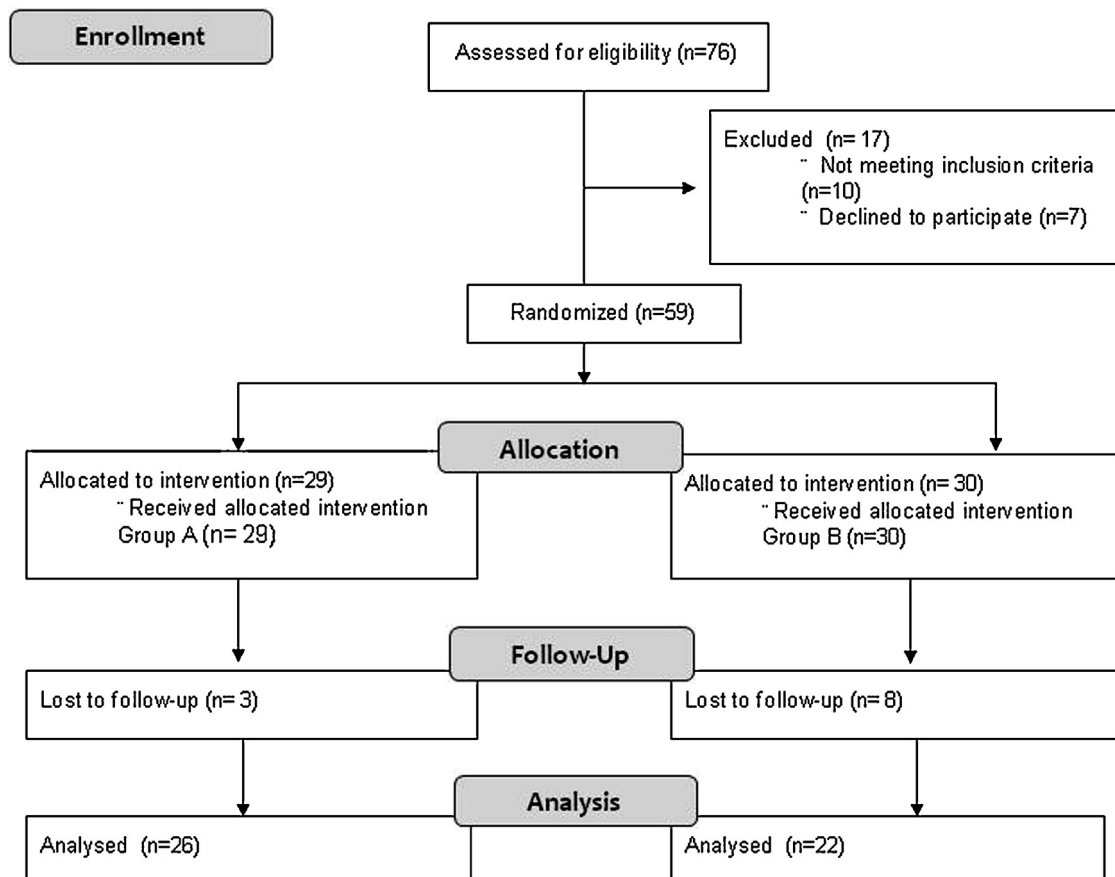 Enrollment
Assessed for eligibility (n=76)
Excluded (n= 17)
¨ Not meeting inclusion criteria
(n=10)
¨ Declined to participate (n=7)
Randomized (n=59)
Allocation
Allocated to intervention (n=29)
¨ Received allocated intervention
Group A (n= 29)
Allocated to intervention (n= 30)
¨ Received allocated intervention
Group B (n=30)
Follow-Up
Lost to follow-up (n= 3)
Lost to follow-up (n= 8)
Analysis
Analysed (n=26)
Analysed (n=22)